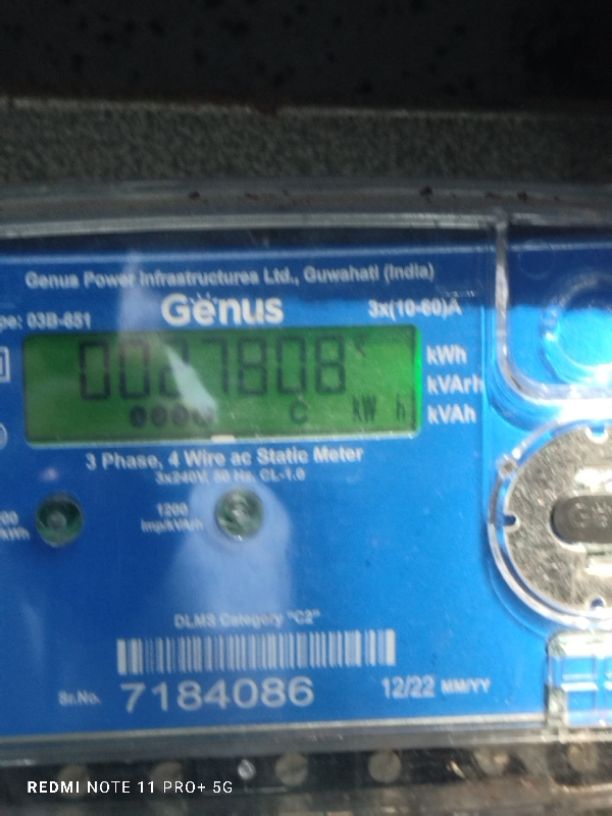 Genus Power Infrastructures Ltd., Guwahati (India)
Genus
3x(10-60)A
pe: 03B-651
0027808
kWh
kVArh
kVAh
C kW h
3 Phase, 4 Wire ac Static Meter
3x240V, 50 Hz, CL-1.0
1200
Imp/kVArh
DLMS Category "C2"
Sr.No. 7184086
12/22 MM/YY
REDMI NOTE 11 PRO+ 5G